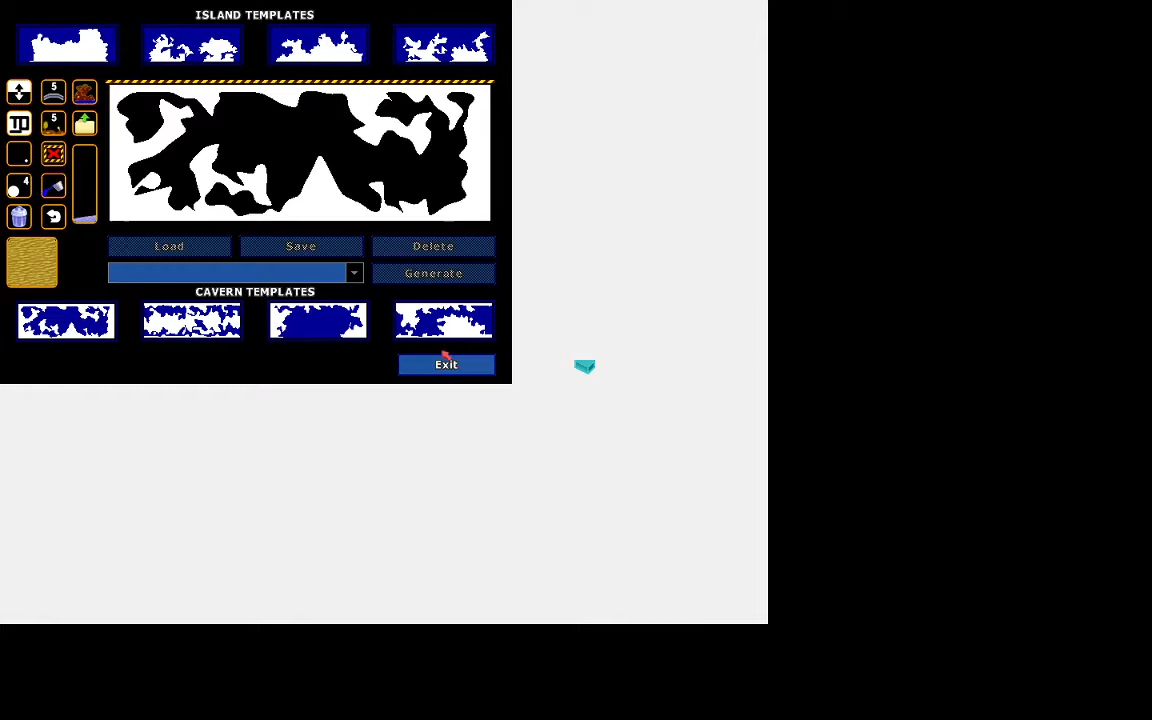 ISLAND TEMPLATES
5
5
4
Load
Save
Delete
Generate
CAVERN TEMPLATES
Exit